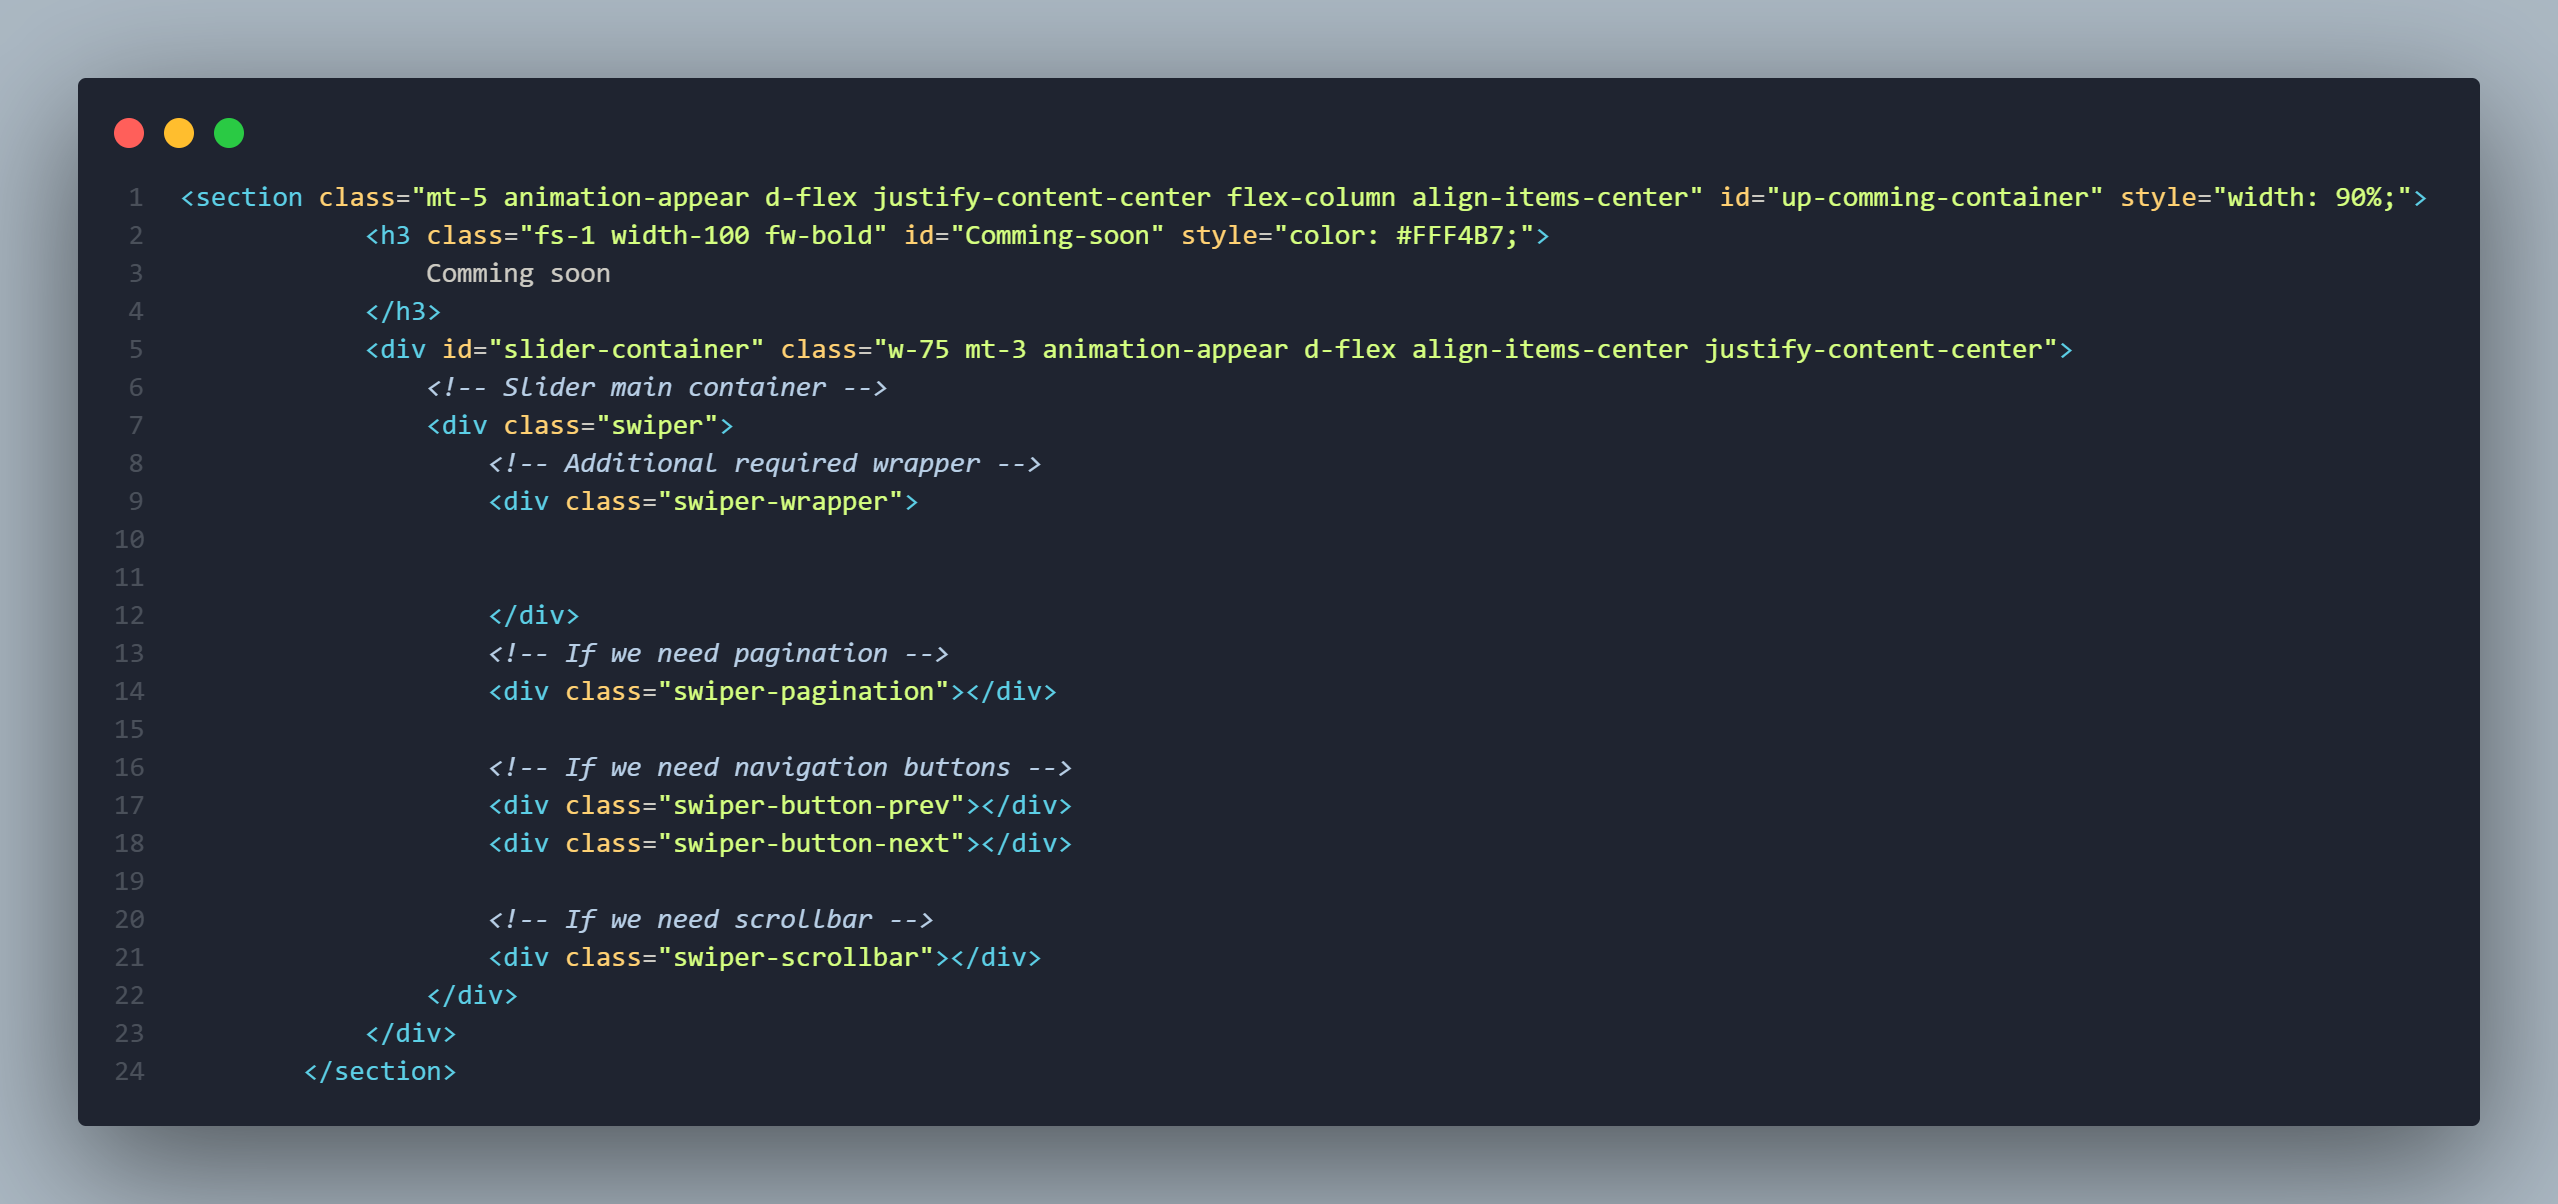 1 <section class="mt-5 animation-appear d-flex justify-content-center flex-column align-items-center" id="up-comming-container" style="width: 90%;">
2 <h3 class="fs-1 width-100 fw-bold" id="Comming-soon" style="color: #FFF4B7;">
3 Comming soon
4 </h3>
5 <div id="slider-container" class="w-75 mt-3 animation-appear d-flex align-items-center justify-content-center">
6 <!-- Slider main container -->
7 <div class="swiper">
8 <!-- Additional required wrapper -->
9 <div class="swiper-wrapper">
10
11
12 </div>
13 <!-- If we need pagination -->
14 <div class="swiper-pagination"></div>
15
16 <!-- If we need navigation buttons -->
17 <div class="swiper-button-prev"></div>
18 <div class="swiper-button-next"></div>
19
20 <!-- If we need scrollbar -->
21 <div class="swiper-scrollbar"></div>
22 </div>
23 </div>
24 </section>